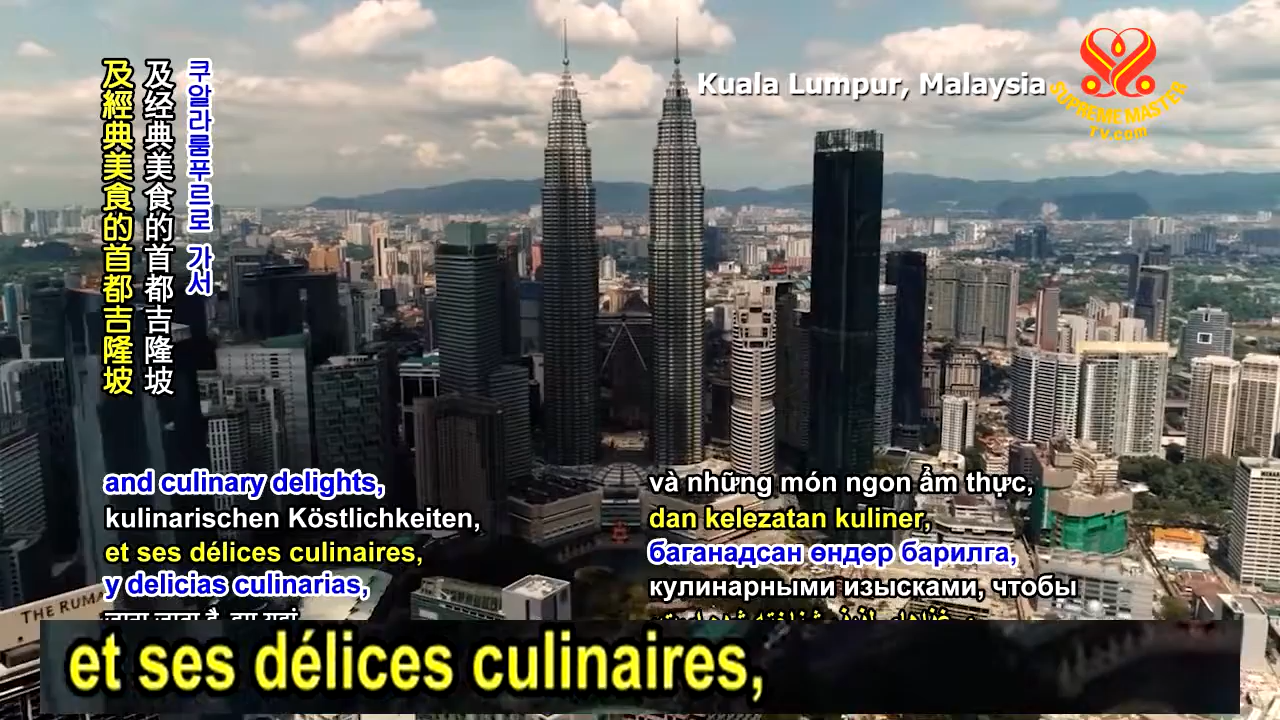 Kuala Lumpur, Malaysia
SUPREME MASTER
TV.com
及經典美食的首都吉隆坡
及经典美食的首都吉隆坡
쿠알라룸푸르로 가서
and culinary delights,
kulinarischen Köstlichkeiten,
et ses délices culinaires,
y delicias culinarias,
và những món ngon ẩm thực,
dan kelezatan kuliner,
баганадсан өндөр барилга,
кулинарными изысками, чтобы
THE RUMA
et ses délices culinaires,